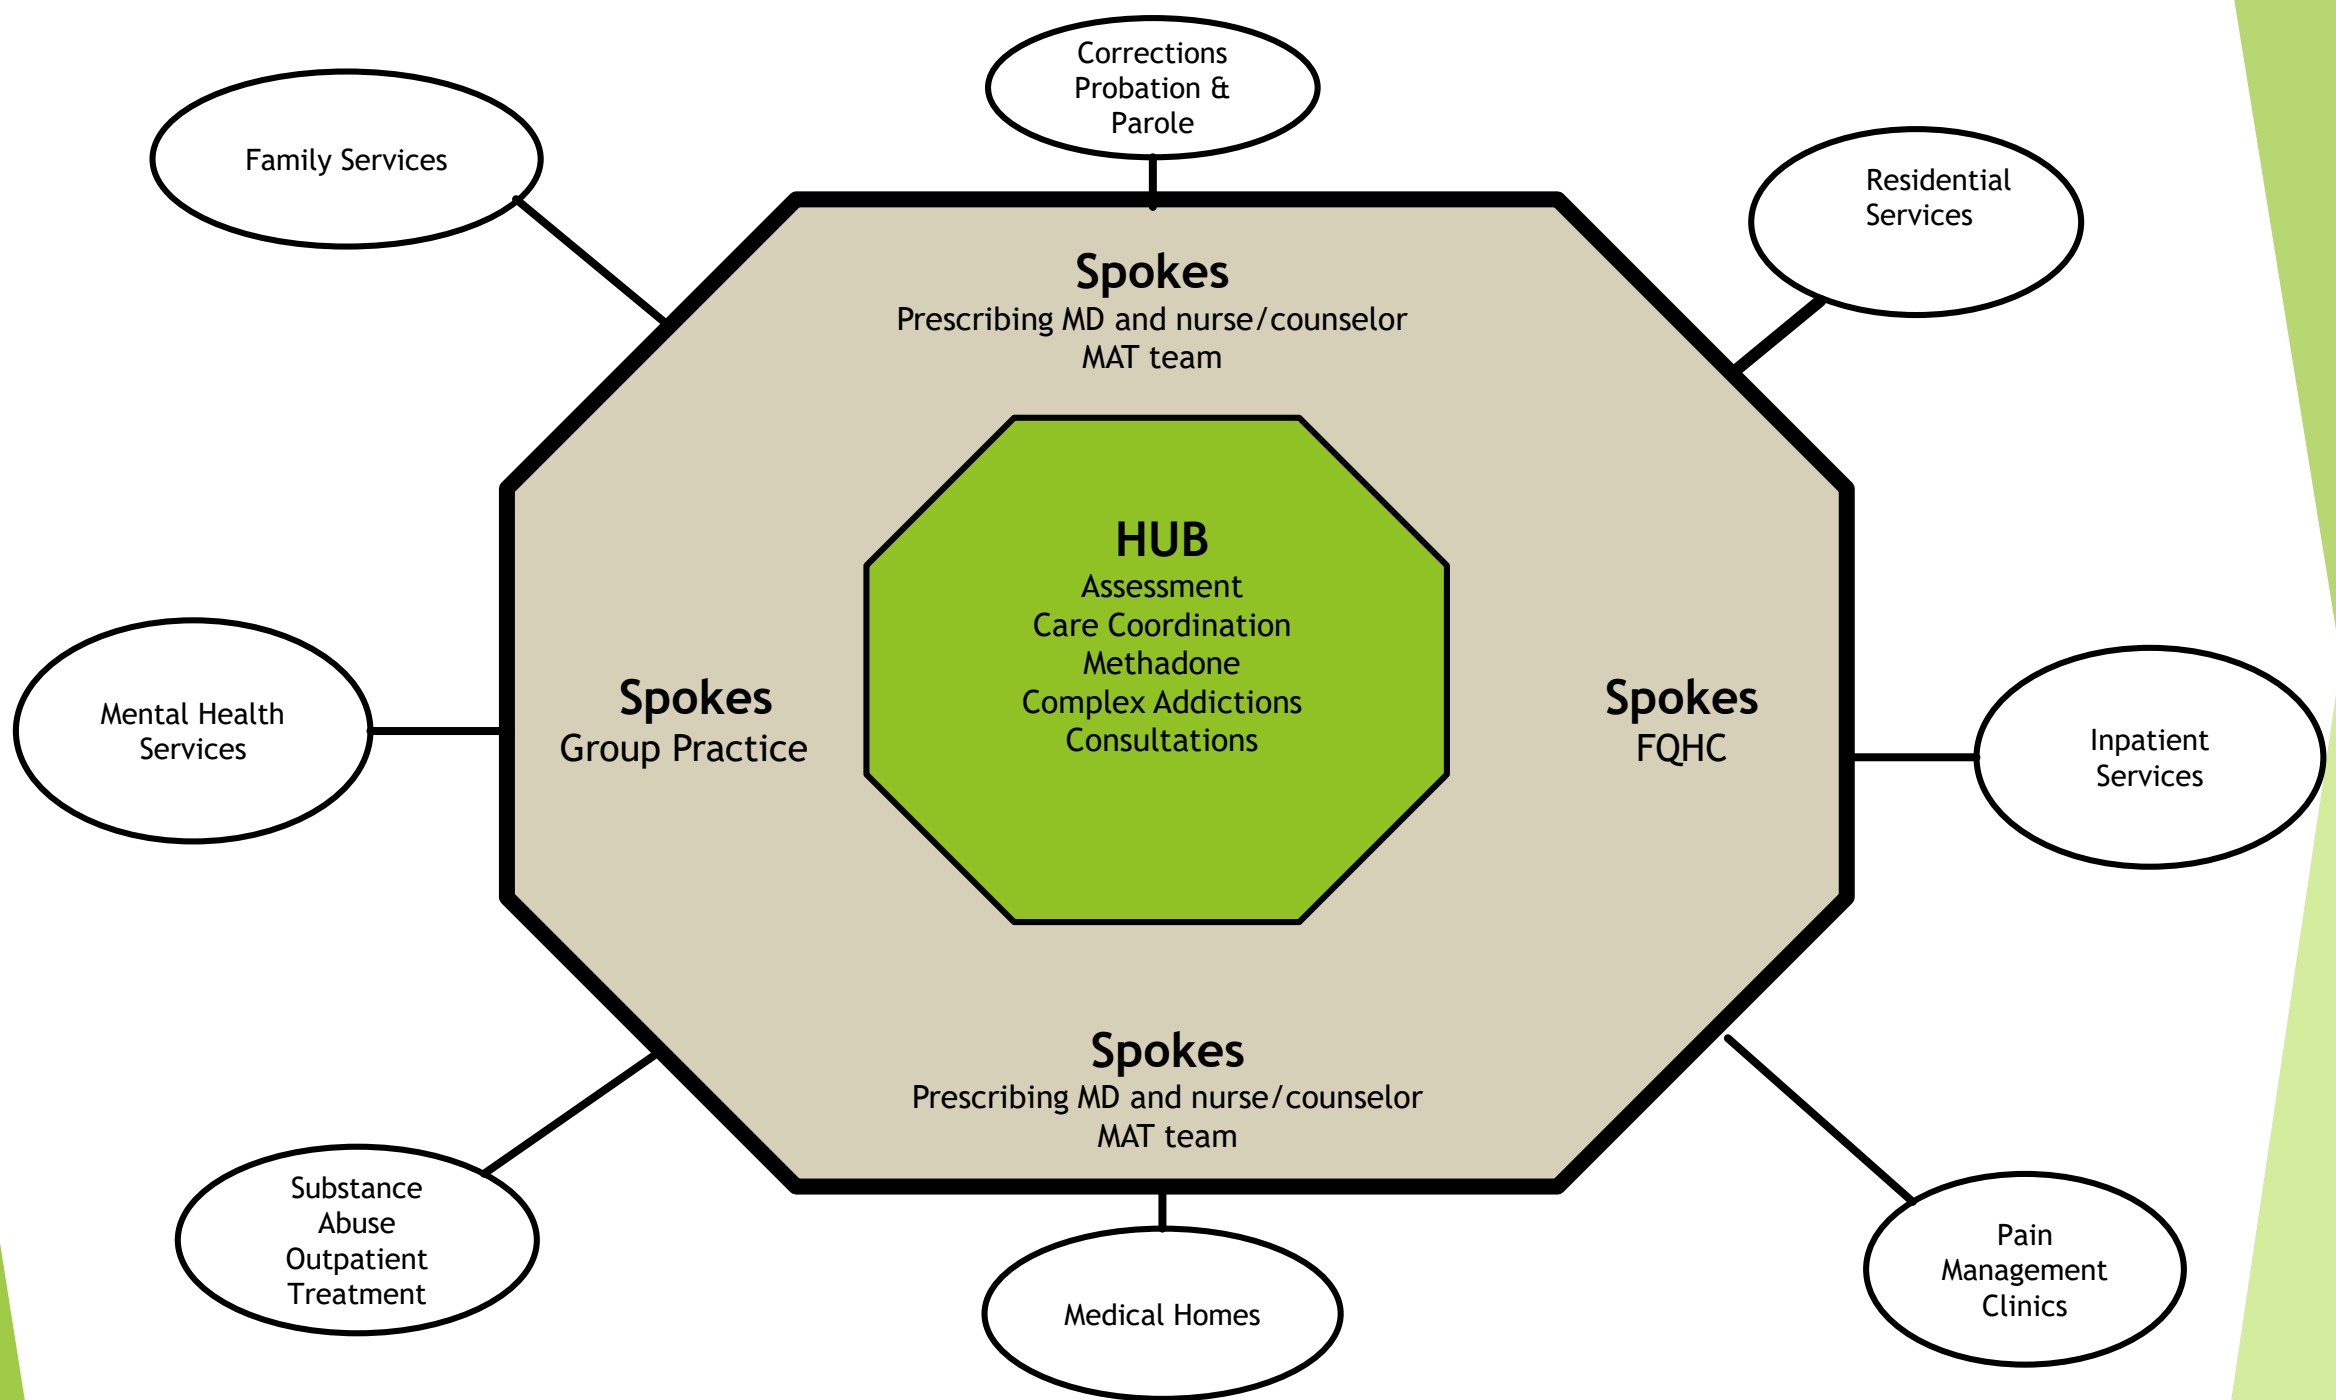 Corrections
Probation &
Parole
Family Services
Residential
Services
Spokes
Prescribing MD and nurse/counselor
MAT team
HUB
Assessment
Care Coordination
Methadone
Complex Addictions
Consultations
Mental Health
Services
Spokes
Group Practice
Spokes
FQHC
Inpatient
Services
Spokes
Prescribing MD and nurse/counselor
MAT team
Substance
Abuse
Outpatient
Treatment
Medical Homes
Pain
Management
Clinics